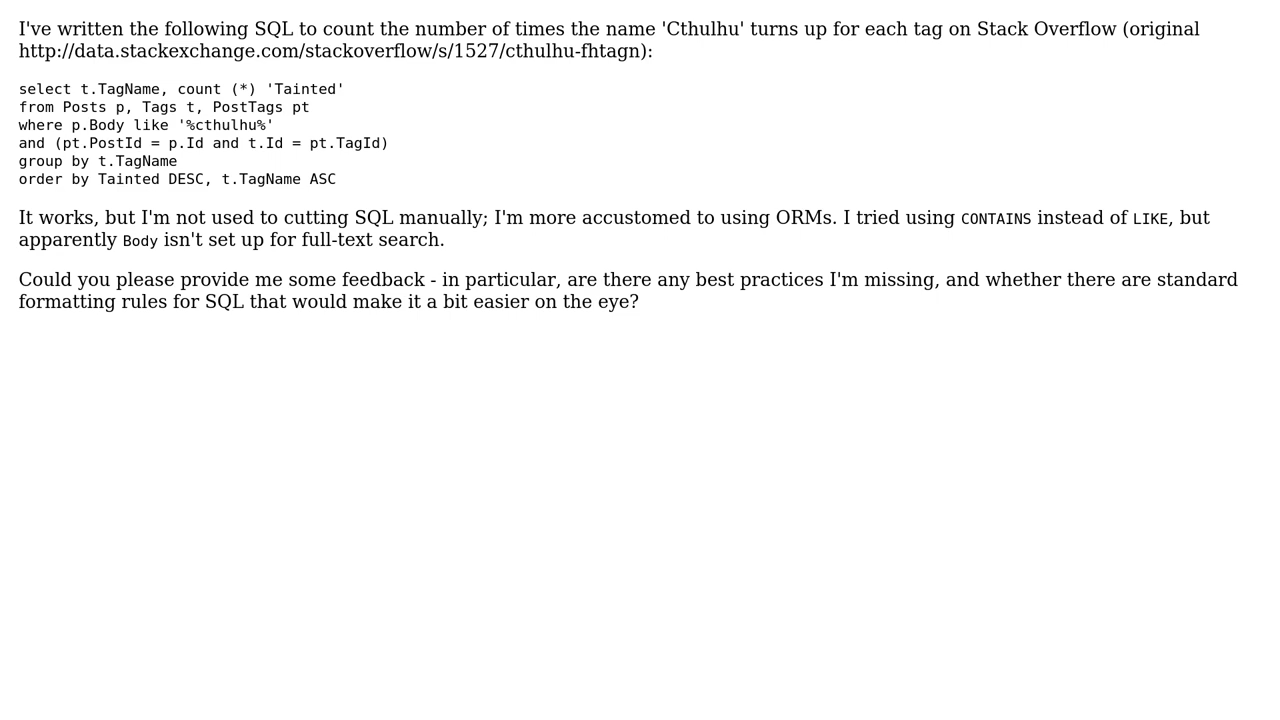 I've written the following SQL to count the number of times the name 'Cthulhu' turns up for each tag on Stack Overflow (original
http://data.stackexchange.com/stackoverflow/s/1527/cthulhu-fhtagn):
select t.TagName, count (*) 'Tainted'
from Posts p, Tags t, PostTags pt
where p.Body like '%cthulhu%'
and (pt.PostId = p.Id and t.Id = pt.TagId)
group by t.TagName
order by Tainted DESC, t.TagName ASC
It works, but I'm not used to cutting SQL manually; I'm more accustomed to using ORMs. I tried using CONTAINS instead of LIKE, but
apparently Body isn't set up for full-text search.
Could you please provide me some feedback - in particular, are there any best practices I'm missing, and whether there are standard
formatting rules for SQL that would make it a bit easier on the eye?